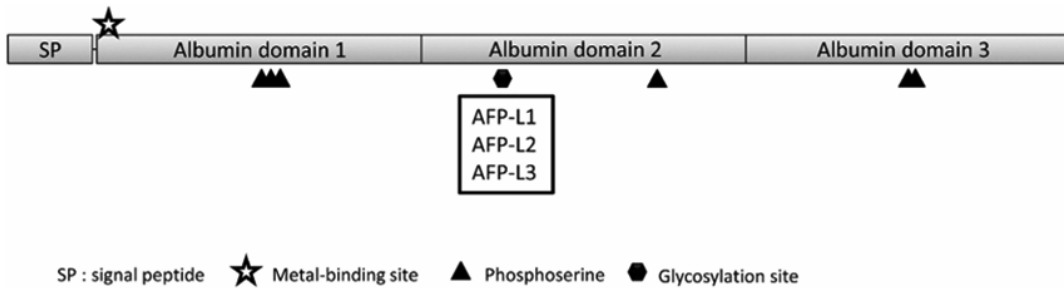 SP Albumin domain 1 Albumin domain 2 Albumin domain 3
AFP-L1
AFP-L2
AFP-L3
SP : signal peptide Metal-binding site Phosphoserine Glycosylation site